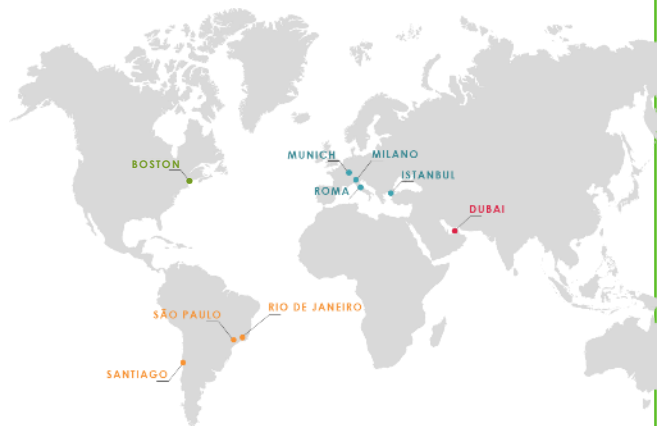 BOSTON
MUNICH
MILANO
ISTANBUL
ROMA
DUBAI
SÃO PAULO
RIO DE JANEIRO
SANTIAGO